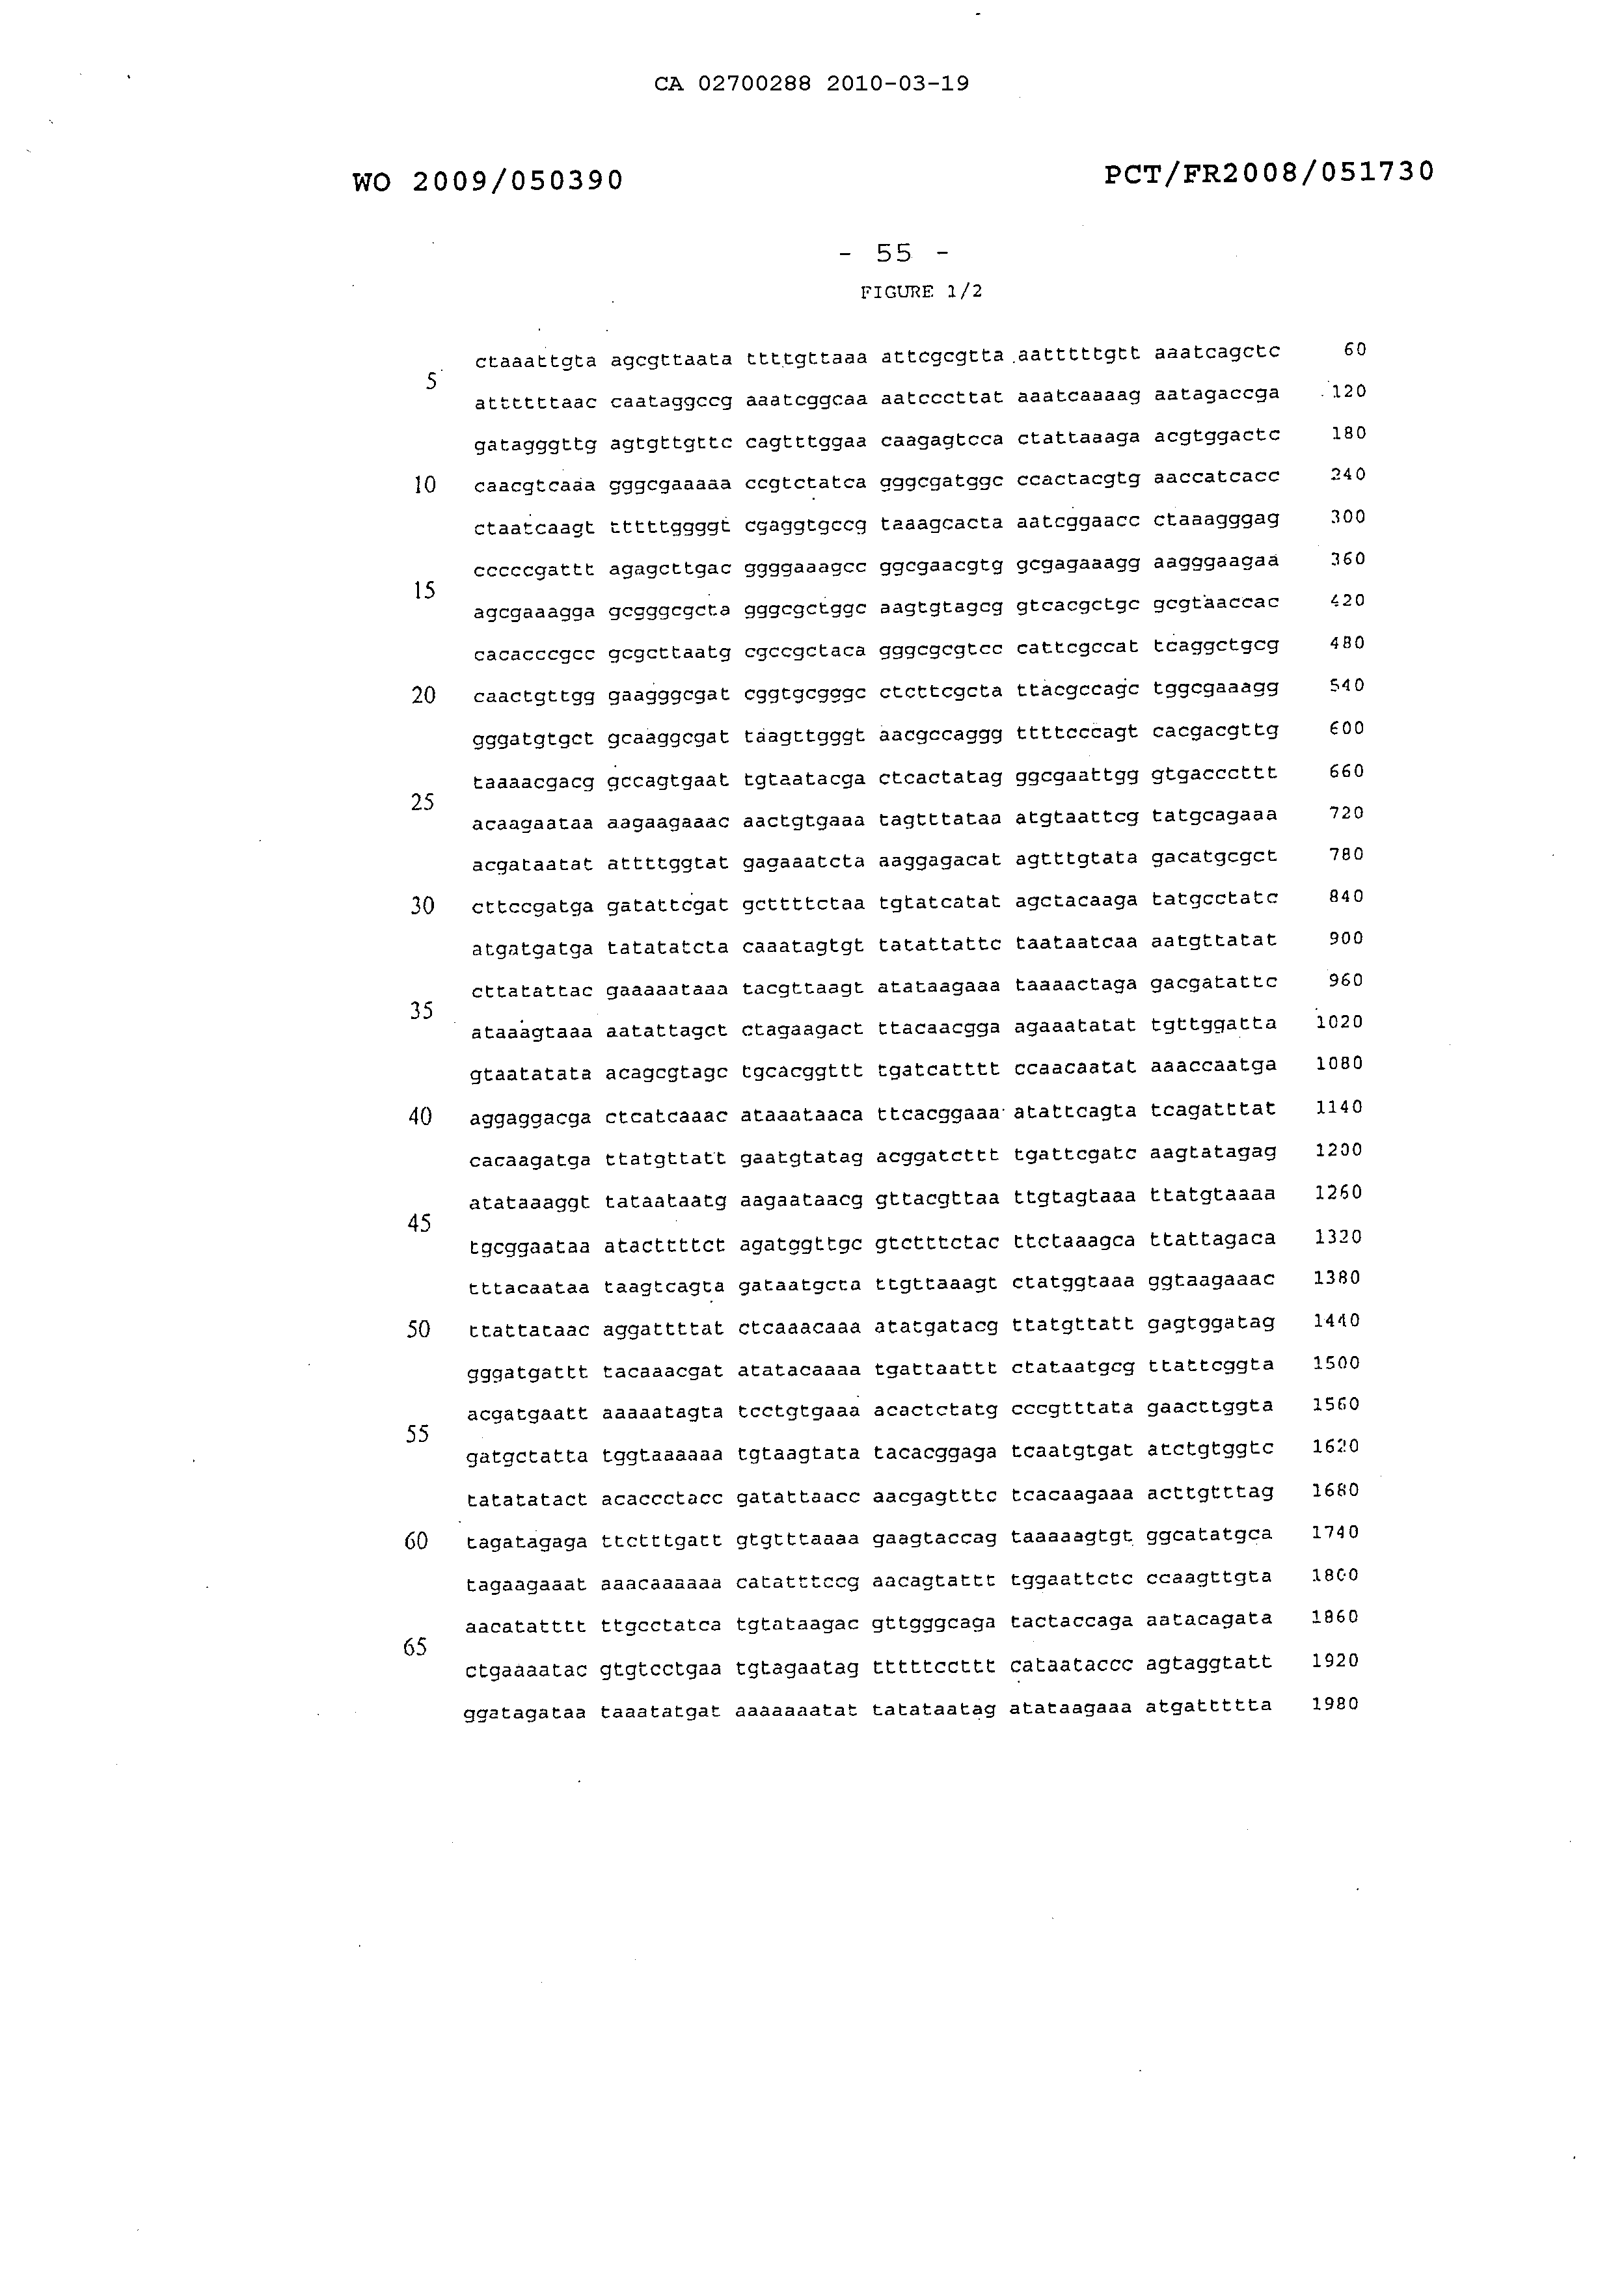 CA 02700288 2010-03-19
WO 2009/050390 PCT/FR2008/051730
- 55 -
FIGURE 1/2
ctaaattgta agcgttaata ttttgttaaa attcgcgtta aatttttgtt aaatcagctc 60
5
attttttaac caataggccg aaatcggcaa aatcccttat aaatcaaaag aatagaccga 120
gatagggttg agtgttgttc cagtttggaa caagagtcca ctattaaaga acgtggactc 180
10 caacgtcaaa gggcgaaaaa ccgtctatca gggcgatggc ccactacgtg aaccatcacc 240
ctaatcaagt tttttggggt cgaggtgccg taaagcacta aatcggaacc ctaaagggag 300
cccccgattt agagcttgac ggggaaagcc ggcgaacgtg gcgagaaagg aagggaagaa 360
15
agcgaaagga gcgggcgcta gggcgctggc aagtgtagcg gtcacgctgc gcgtaaccac 420
cacacccgcc gcgcttaatg cgccgctaca gggcgcgtcc cattcgccat tcaggctgcg 480
20 caactgttgg gaagggcgat cggtgcgggc ctcttcgcta ttacgccagc tggcgaaagg 540
gggatgtgct gcaaggcgat taagttgggt aacgccaggg ttttcccagt cacgacgttg 600
taaaacgacg gccagtgaat tgtaatacga ctcactatag ggcgaattgg gtgacccttt 660
25
acaagaataa aagaagaaac aactgtgaaa tagtttataa atgtaattcg tatgcagaaa 720
acgataatat attttggtat gagaaatcta aaggagacat agtttgtata gacatgcgct 780
30 cttccgatga gatattcgat gcttttctaa tgtatcatat agctacaaga tatgcctatc 840
atgatgatga tatatatcta caaatagtgt tatattattc taataatcaa aatgttatat 900
cttatattac gaaaaataaa tacgttaagt atataagaaa taaaactaga gacgatattc 960
35
ataaagtaaa aatattagct ctagaagact ttacaacgga agaaatatat tgttggatta 1020
gtaatatata acagcgtagc tgcacggttt tgatcatttt ccaacaatat aaaccaatga 1080
40 aggaggacga ctcatcaaac ataaataaca ttcacggaaa atattcagta tcagatttat 1140
cacaagatga ttatgttatt gaatgtatag acggatcttt tgattcgatc aagtatagag 1200
atataaaggt tataataatg aagaataacg gttacgttaa ttgtagtaaa ttatgtaaaa 1260
45
tgcggaataa atacttttct agatggttgc gtctttctac ttctaaagca ttattagaca 1320
tttacaataa taagtcagta gataatgcta ttgttaaagt ctatggtaaa ggtaagaaac 1380
50 ttattataac aggattttat ctcaaacaaa atatgatacg ttatgttatt gagtggatag 1440
gggatgattt tacaaacgat atatacaaaa tgattaattt ctataatgcg ttattcggta 1500
acgatgaatt aaaaatagta tcctgtgaaa acactctatg cccgtttata gaacttggta 1560
55
gatgctatta tggtaaaaaa tgtaagtata tacacggaga tcaatgtgat atctgtggtc 1620
tatatatact acaccctacc gatattaacc aacgagtttc tcacaagaaa acttgtttag 1680
60 tagatagaga ttctttgatt gtgtttaaaa gaagtaccag taaaaagtgt ggcatatgca 1740
tagaagaaat aaacaaaaaa catatttccg aacagtattt tggaattctc ccaagttgta 1800
aacatatttt ttgcctatca tgtataagac gttgggcaga tactaccaga aatacagata 1860
65
ctgaaaatac gtgtcctgaa tgtagaatag tttttccttt cataataccc agtaggtatt 1920
ggatagataa taaatatgat aaaaaaatat tatataatag atataagaaa atgattttta 1980